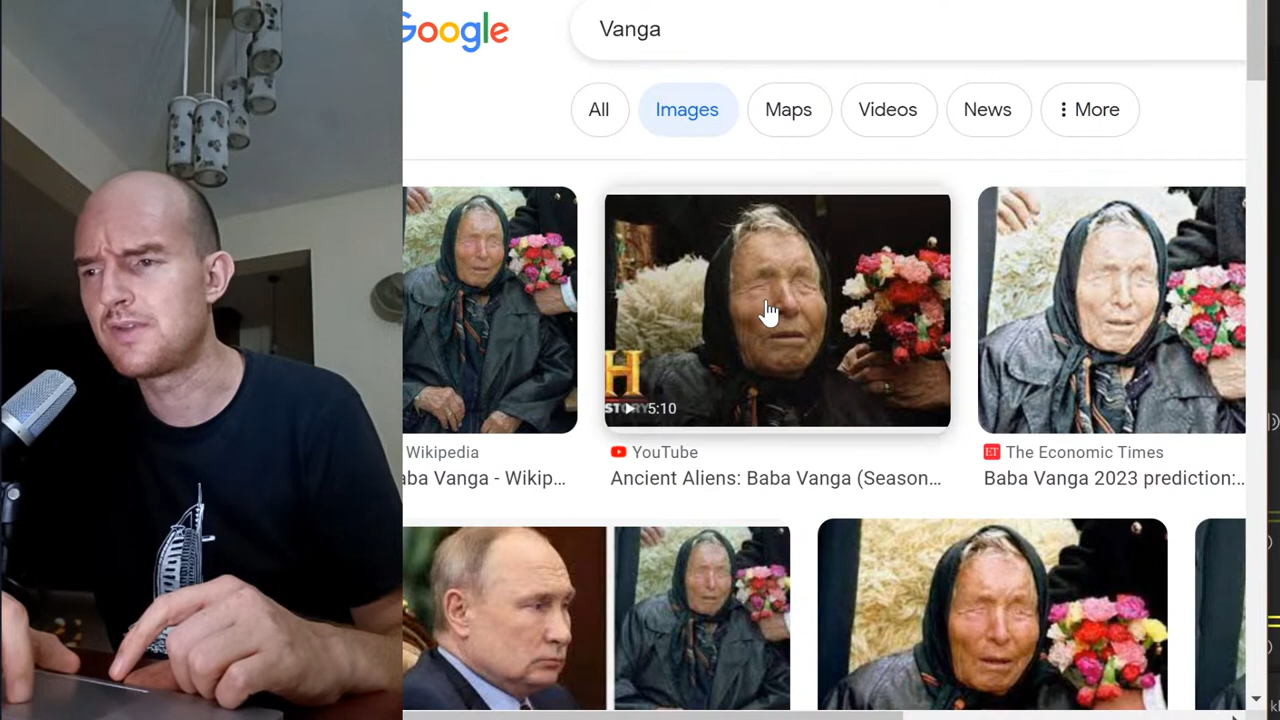 Google
Vanga
All
Images
Maps
Videos
News
More
H
5:10
Wikipedia
YouTube
The Economic Times
aba Vanga - Wikip...
Ancient Aliens: Baba Vanga (Season...
Baba Vanga 2023 prediction:...